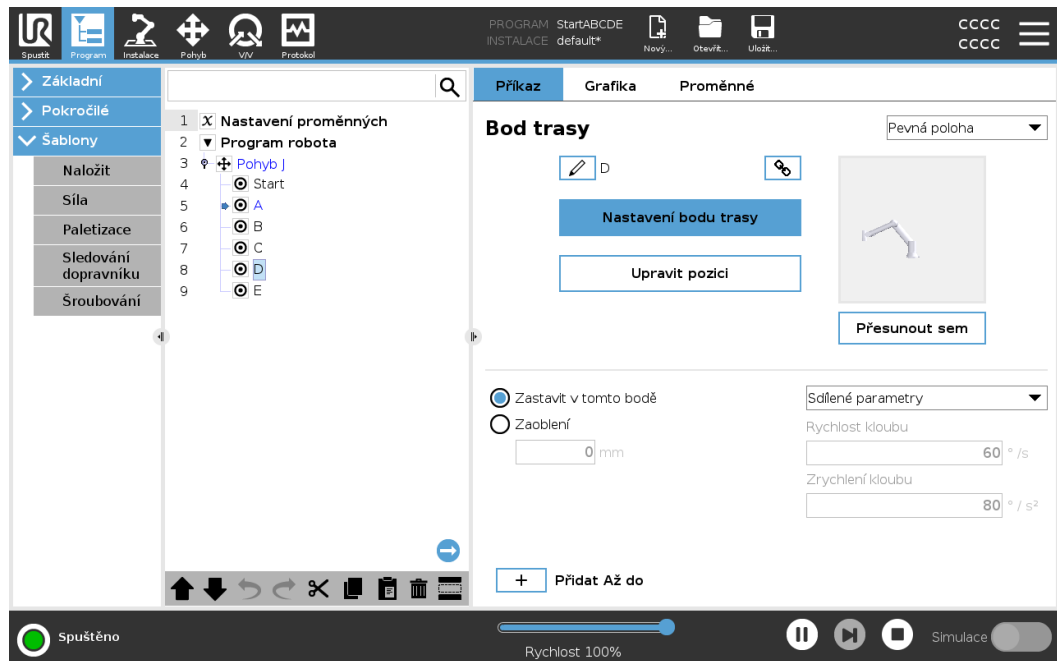 PROGRAM StartABCDE
INSTALACE default*
CCCC
CCCC
Spustit
Program
Instalace
Pohyb
V/V
Protokol
Nový...
Otevřít...
Uložit...
Základní
Pokročilé
Šablony
Naložit
Síla
Paletizace
Sledování
dopravníku
Šroubování
1 X Nastavení proměnných
2 Program robota
3 Pohyb J
4 Start
5 A
6 B
7 C
8 D
9 E
Příkaz
Grafika
Proměnné
Bod trasy
Pevná poloha
D
Nastavení bodu trasy
Upravit pozici
Přesunout sem
Zastavit v tomto bodě
Zaoblení
0 mm
Sdílené parametry
Rychlost kloubu
60 ° /s
Zrychlení kloubu
80 ° / s²
+ Přidat Až do
Spuštěno
Rychlost 100%
Simulace